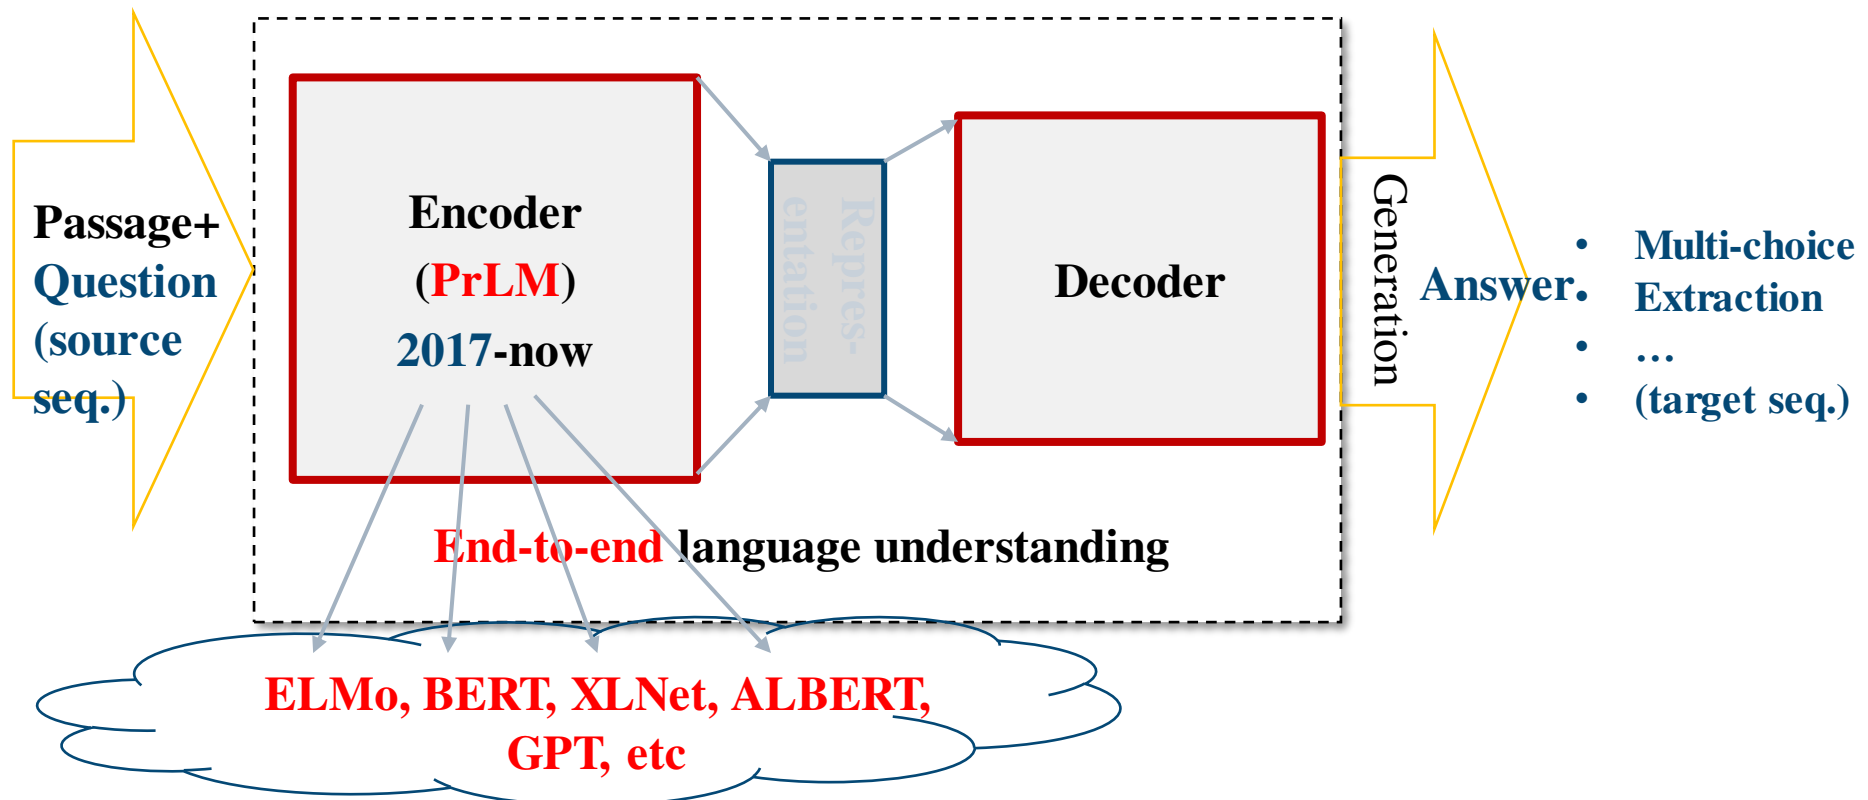 Passage+
Question
(source
seq.)
Encoder
(PrLM)
2017-now
Repres-
entation
Decoder
Generation
Answer
• Multi-choice
• Extraction
• …
• (target seq.)
End-to-end language understanding
ELMo, BERT, XLNet, ALBERT,
GPT, etc